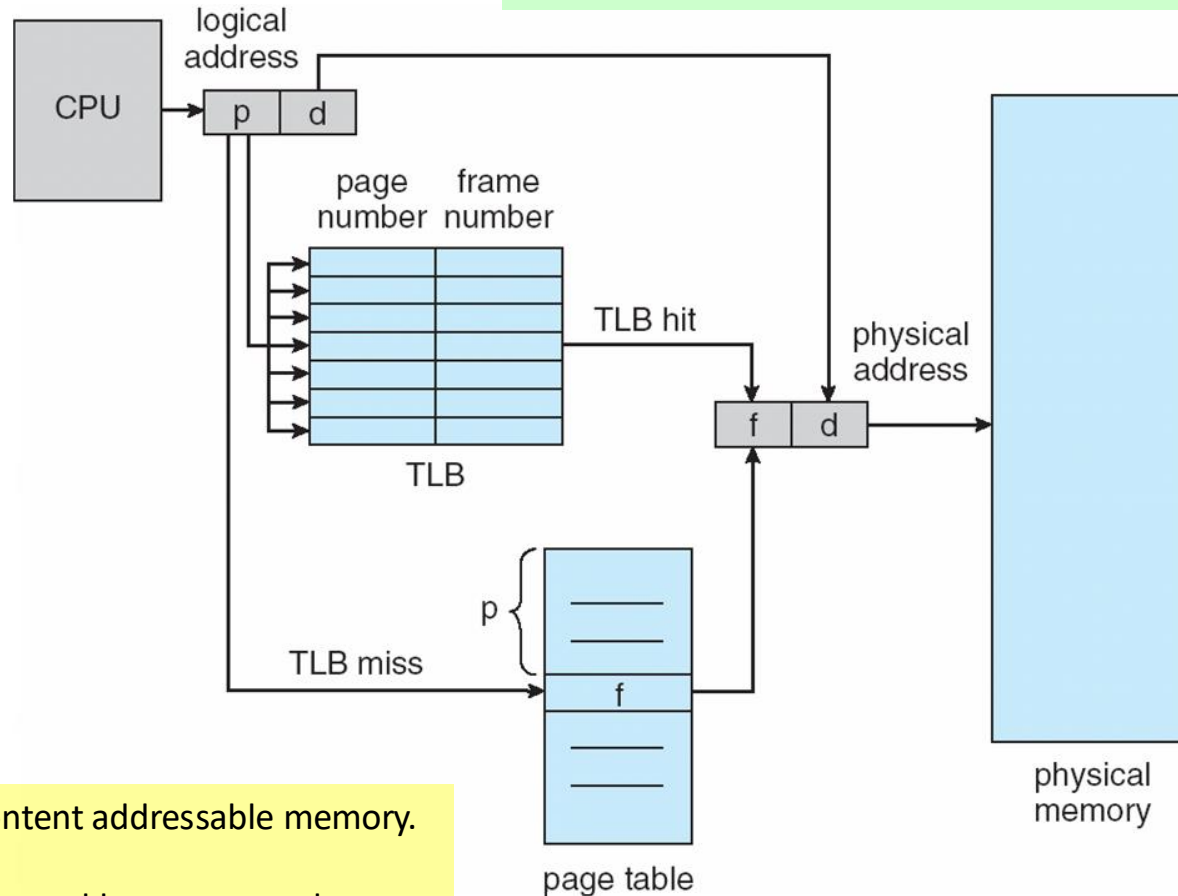 logical
address
CPU
p
d
page
number
frame
number
TLB hit
physical
address
f
d
TLB
p
TLB miss
f
physical
memory
page table
addressable memory.